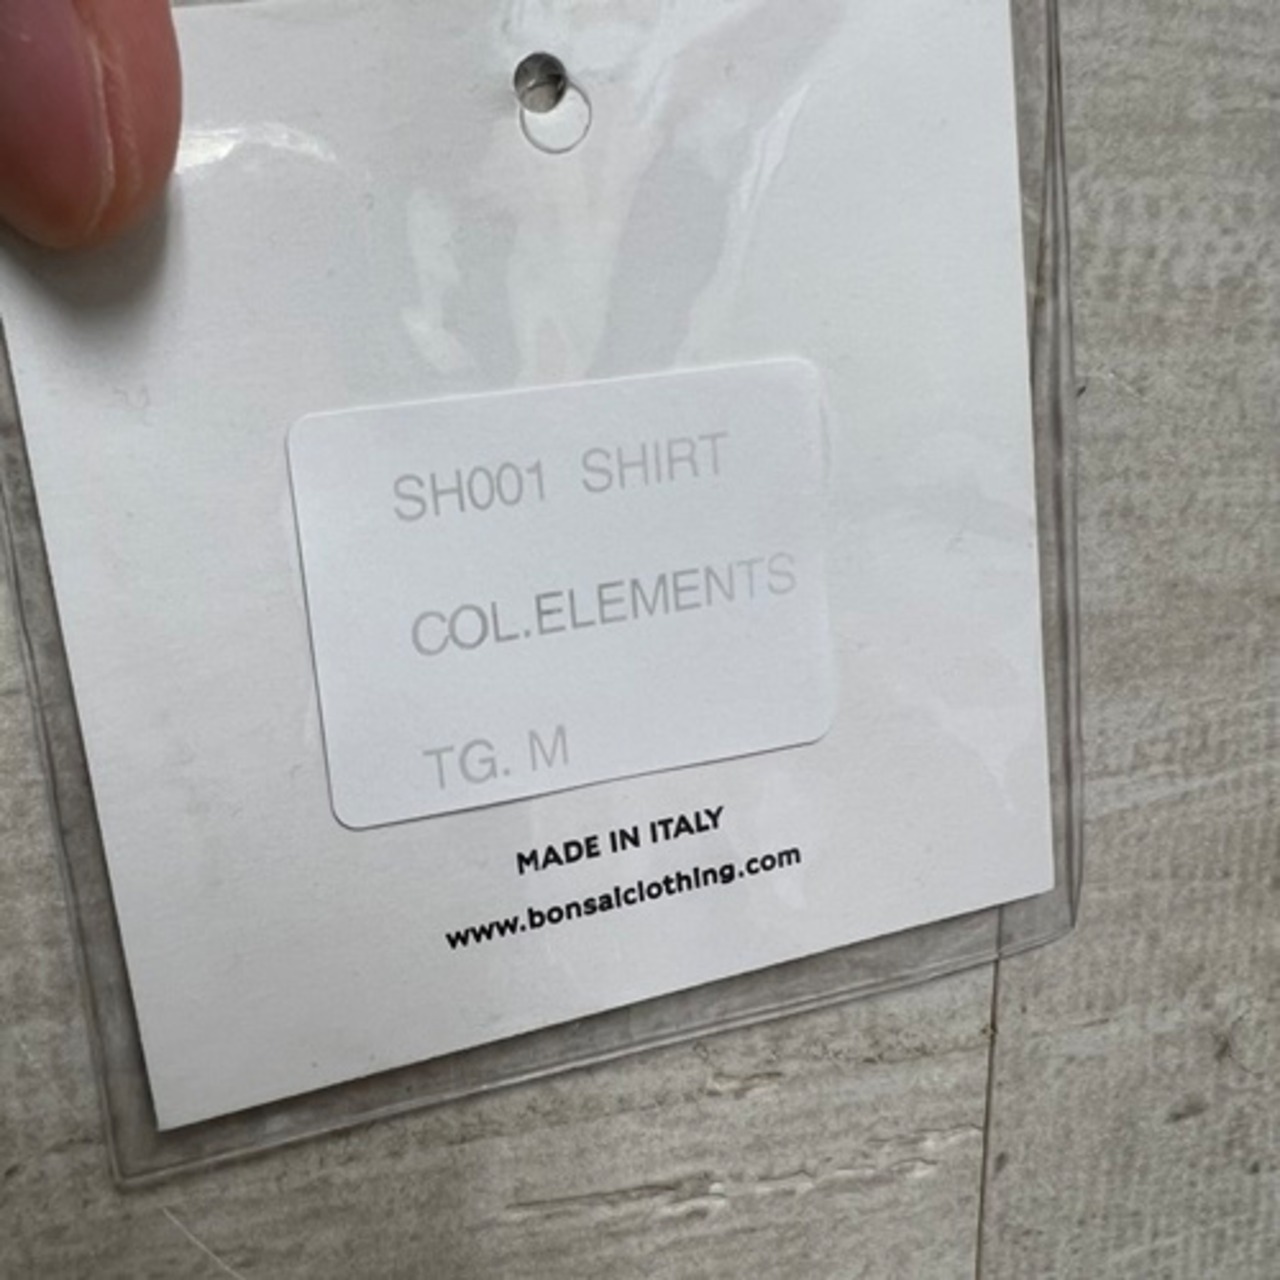 SH001 SHIRT
COL.ELEMENTS
TG. M
MADE IN ITALY
www.bonsaiclothing.com